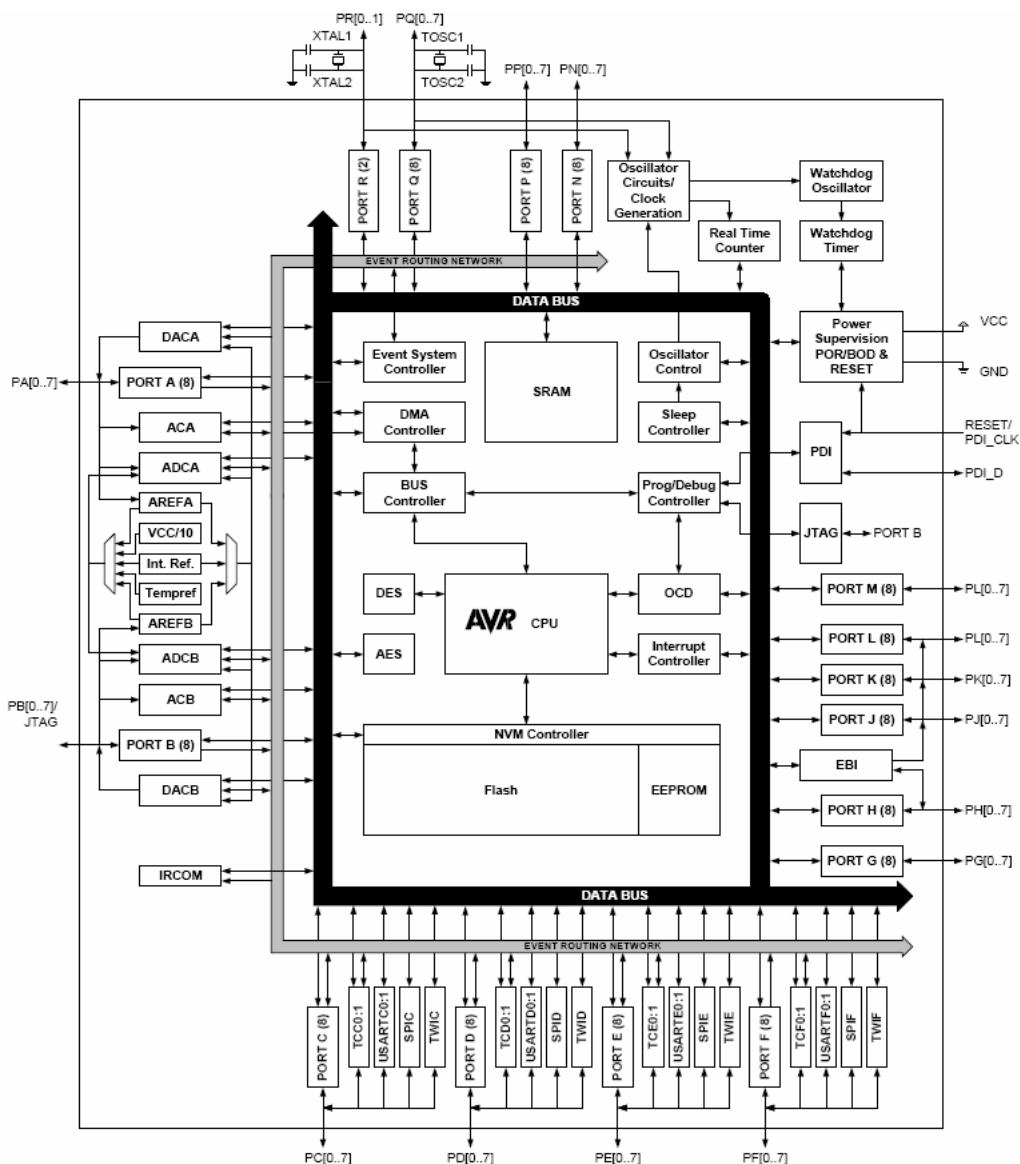 PR[0..1]
PQ[0..7]
XTAL1
TOSC1
XTAL2
TOSC2
PP[0..7]
PN[0..7]
PORT R (2)
PORT Q (8)
PORT P (8)
PORT N (8)
Oscillator
Circuits/
Clock
Generation
Watchdog
Oscillator
Real Time
Counter
Watchdog
Timer
EVENT ROUTING NETWORK
DATA BUS
DACA
PORT A (8)
PA[0..7]
ACA
ADCA
AREFA
VCC/10
Int. Ref.
Tempref
AREFB
ADCB
ACB
PB[0..7]/
JTAG
PORT B (8)
DACB
IRCOM
Event System
Controller
SRAM
Oscillator
Control
DMA
Controller
Sleep
Controller
BUS
Controller
Prog/Debug
Controller
DES
AES
AVR
CPU
OCD
Interrupt
Controller
NVM Controller
Flash
EEPROM
Power
Supervision
POR/BOD &
RESET
VCC
GND
RESET/
PDI_CLK
PDI
PDI_D
JTAG
PORT B
PORT M (8)
PL[0..7]
PORT L (8)
PL[0..7]
PORT K (8)
PK[0..7]
PORT J (8)
PJ[0..7]
EBI
PORT H (8)
PH[0..7]
PORT G (8)
PG[0..7]
DATA BUS
EVENT ROUTING NETWORK
PORT C (8)
TCC0:1
USARTC0:1
SPIC
TWIC
PORT D (8)
TCD0:1
USARTD0:1
SPID
TWID
PORT E (8)
TCE0:1
USARTE0:1
SPIE
TWIE
PORT F (8)
TCF0:1
USARTF0:1
SPIF
TWIF
PC[0..7]
PD[0..7]
PE[0..7]
PF[0..7]